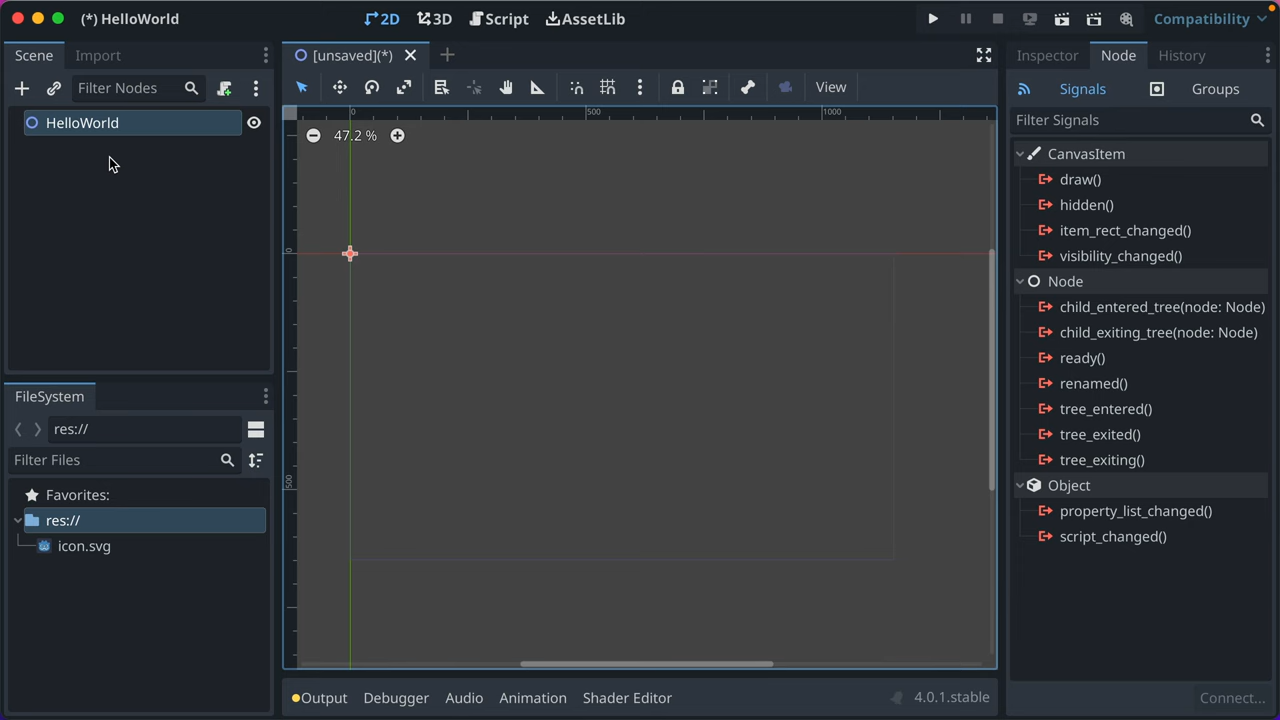 (*) HelloWorld
2D 3D Script AssetLib
Compatibility
Scene Import
Filter Nodes
HelloWorld
FileSystem
res://
Filter Files
Favorites:
res://
icon.svg
[unsaved](*)
View
0 500 1000
47.2 %
0
500
Output Debugger Audio Animation Shader Editor
4.0.1.stable
Inspector Node History
Signals Groups
Filter Signals
CanvasItem
draw()
hidden()
item_rect_changed()
visibility_changed()
Node
child_entered_tree(node: Node)
child_exiting_tree(node: Node)
ready()
renamed()
tree_entered()
tree_exited()
tree_exiting()
Object
property_list_changed()
script_changed()
Connect...